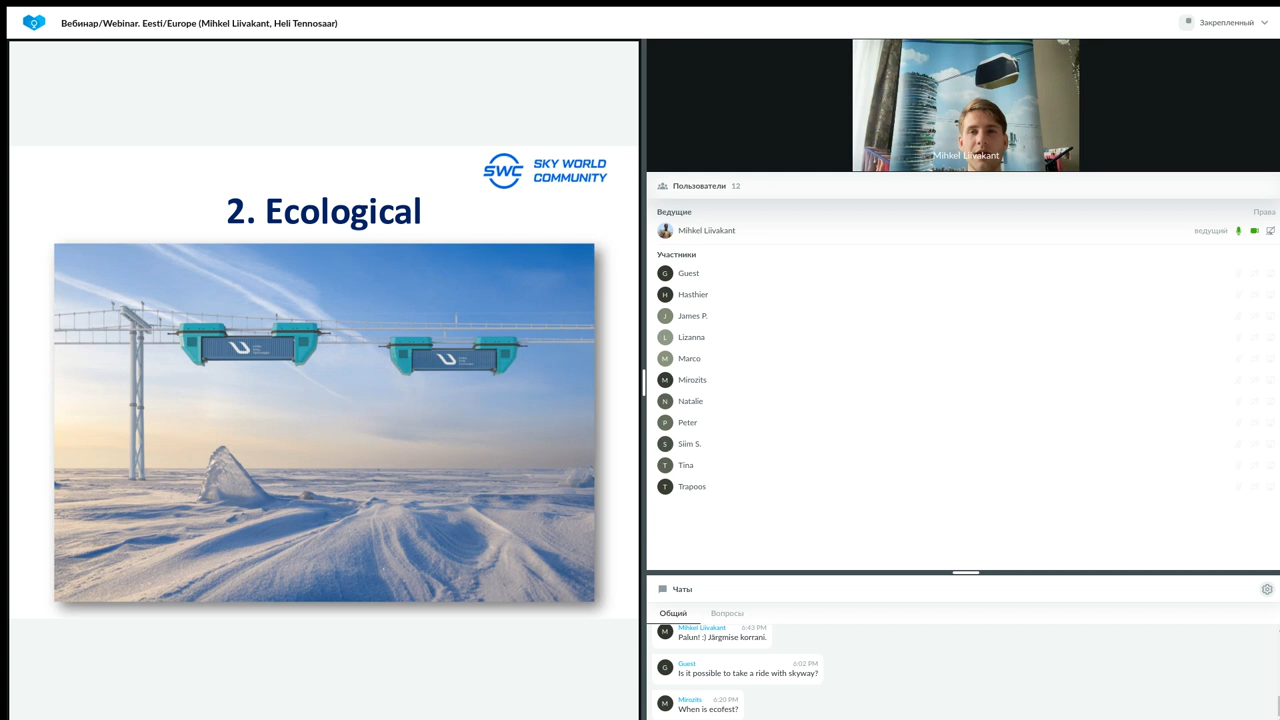 Вебинар/Webinar. Eesti/Europe (Mihkel Liivakant, Heli Tennosaar)
Закрепленный
SWC SKY WORLD
COMMUNITY
2. Ecological
Mihkel Liivakant
Пользователи 12
Ведущие Права
Mihkel Liivakant ведущий
Участники
G Guest
H Hasthier
J James P.
L Lizanna
M Marco
M Mirozits
N Natalie
P Peter
S Siim S.
T Tina
T Trapoos
Чаты
Общий Вопросы
M Mihkel Liivakant 6:43 PM
Palun! :) Järgmise korrani.
G Guest 6:02 PM
Is it possible to take a ride with skyway?
M Mirozits 6:20 PM
When is ecofest?